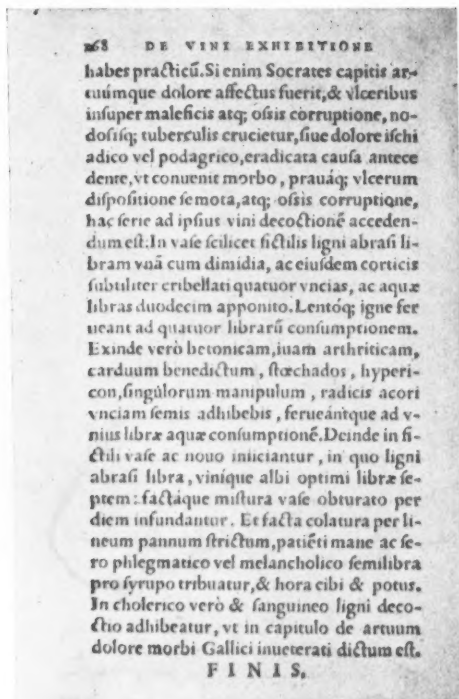 268 DE VINI EXHIBITIONE
habes practicũ. Si enim Socrates capitis ar-
tuúmque dolore affectus fuerit, & vlceribus
insuper maleficis atq; ossis corruptione, no-
dosisq; tuberculis crucietur, siue dolore ischi
adico vel podagrico, eradicata causa antece
dente, vt conuenit morbo, prauáq; vlcerum
dispositione semota, atq; ossis corruptione,
hac serie ad ipsius vini decoctionẽ acceden-
dum est. In vase scilicet fictilis ligni abrasi li-
bram vnã cum dimidia, ac eiusdem corticis
subtiliter cribellati quatuor vncias, ac aquæ
libras duodecim apponito. Lentóq; igne fer
ueant ad quatuor librarũ consumptionem.
Exinde verò betonicam, iuam arthriticam,
carduum benedictum, stœchados, hyperi-
con, singúlorum manipulum, radicis acori
vnciam semis adhibebis, ferueántque ad v-
nius libræ aquæ consumptionẽ. Deinde in fi-
ctili vase ac nouo iniiciantur, in quo ligni
abrasi libra, viníque albi optimi libræ se-
ptem: factáque mistura vase obturato per
diem infundantur. Et facta colatura per li-
neum pannum strictum, patiẽti mane ac se-
ro phlegmatico vel melancholico semilibra
pro syrupo tribuatur, & hora cibi & potus.
In cholerico verò & sanguineo ligni deco-
ctio adhibeatur, vt in capitulo de artuum
dolore morbi Gallici inueterati dictum est.
FINIS.